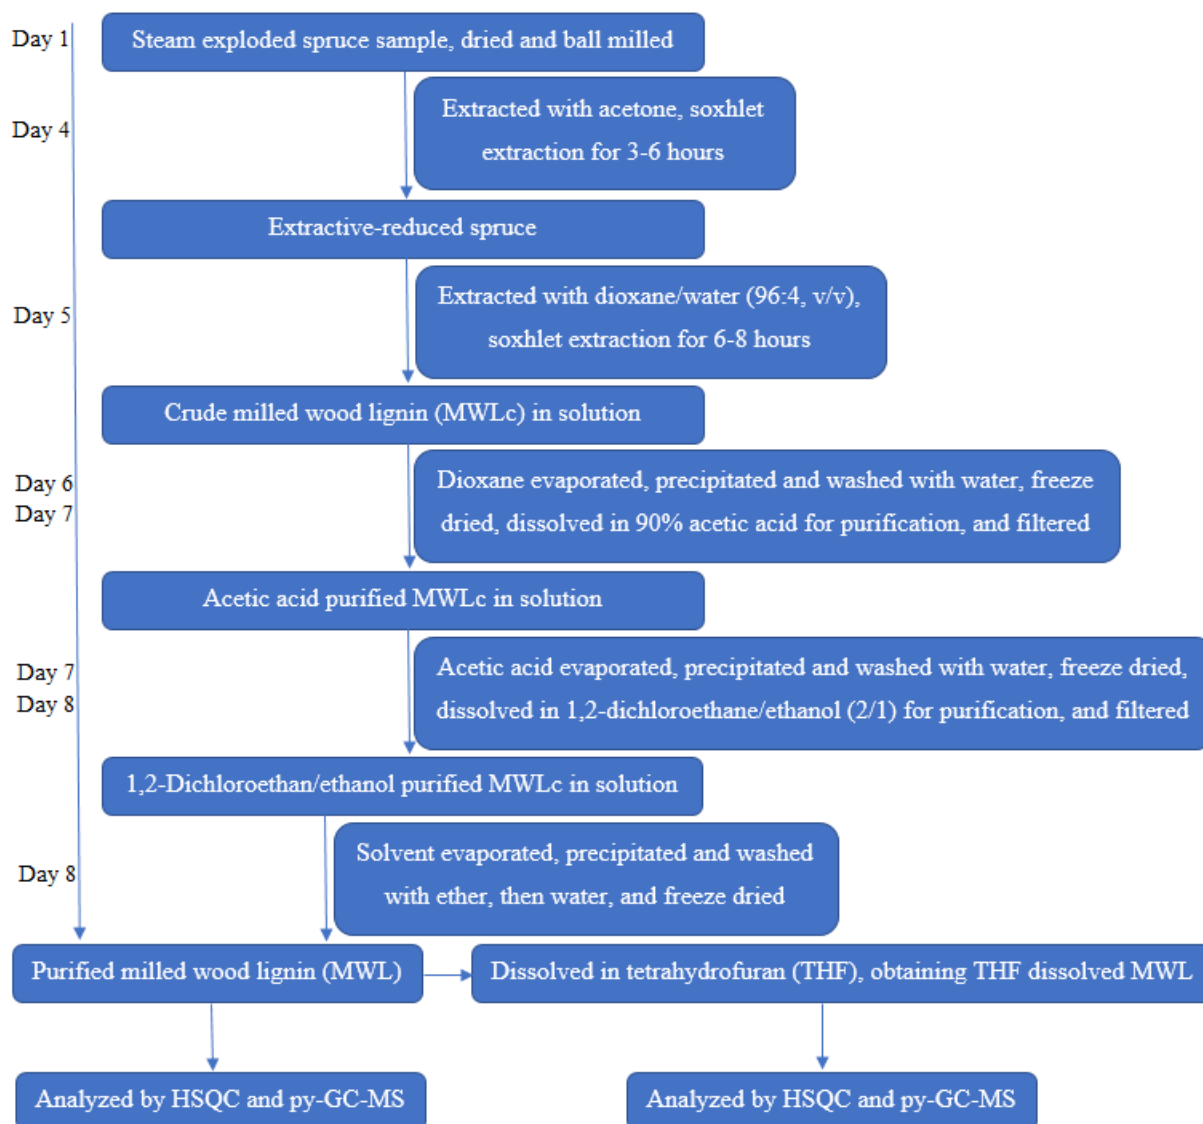 Day 1
Steam exploded spruce sample, dried and ball milled
Day 4
Extracted with acetone, soxhlet
extraction for 3-6 hours
Extractive-reduced spruce
Day 5
Extracted with dioxane/water (96:4, v/v),
soxhlet extraction for 6-8 hours
Crude milled wood lignin (MWLc) in solution
Day 6
Day 7
Dioxane evaporated, precipitated and washed with water, freeze
dried, dissolved in 90% acetic acid for purification, and filtered
Acetic acid purified MWLc in solution
Day 7
Day 8
Acetic acid evaporated, precipitated and washed with water, freeze dried,
dissolved in 1,2-dichloroethane/ethanol (2/1) for purification, and filtered
1,2-Dichloroethan/ethanol purified MWLc in solution
Day 8
Solvent evaporated, precipitated and washed
with ether, then water, and freeze dried
Purified milled wood lignin (MWL)
Dissolved in tetrahydrofuran (THF), obtaining THF dissolved MWL
Analyzed by HSQC and py-GC-MS
Analyzed by HSQC and py-GC-MS